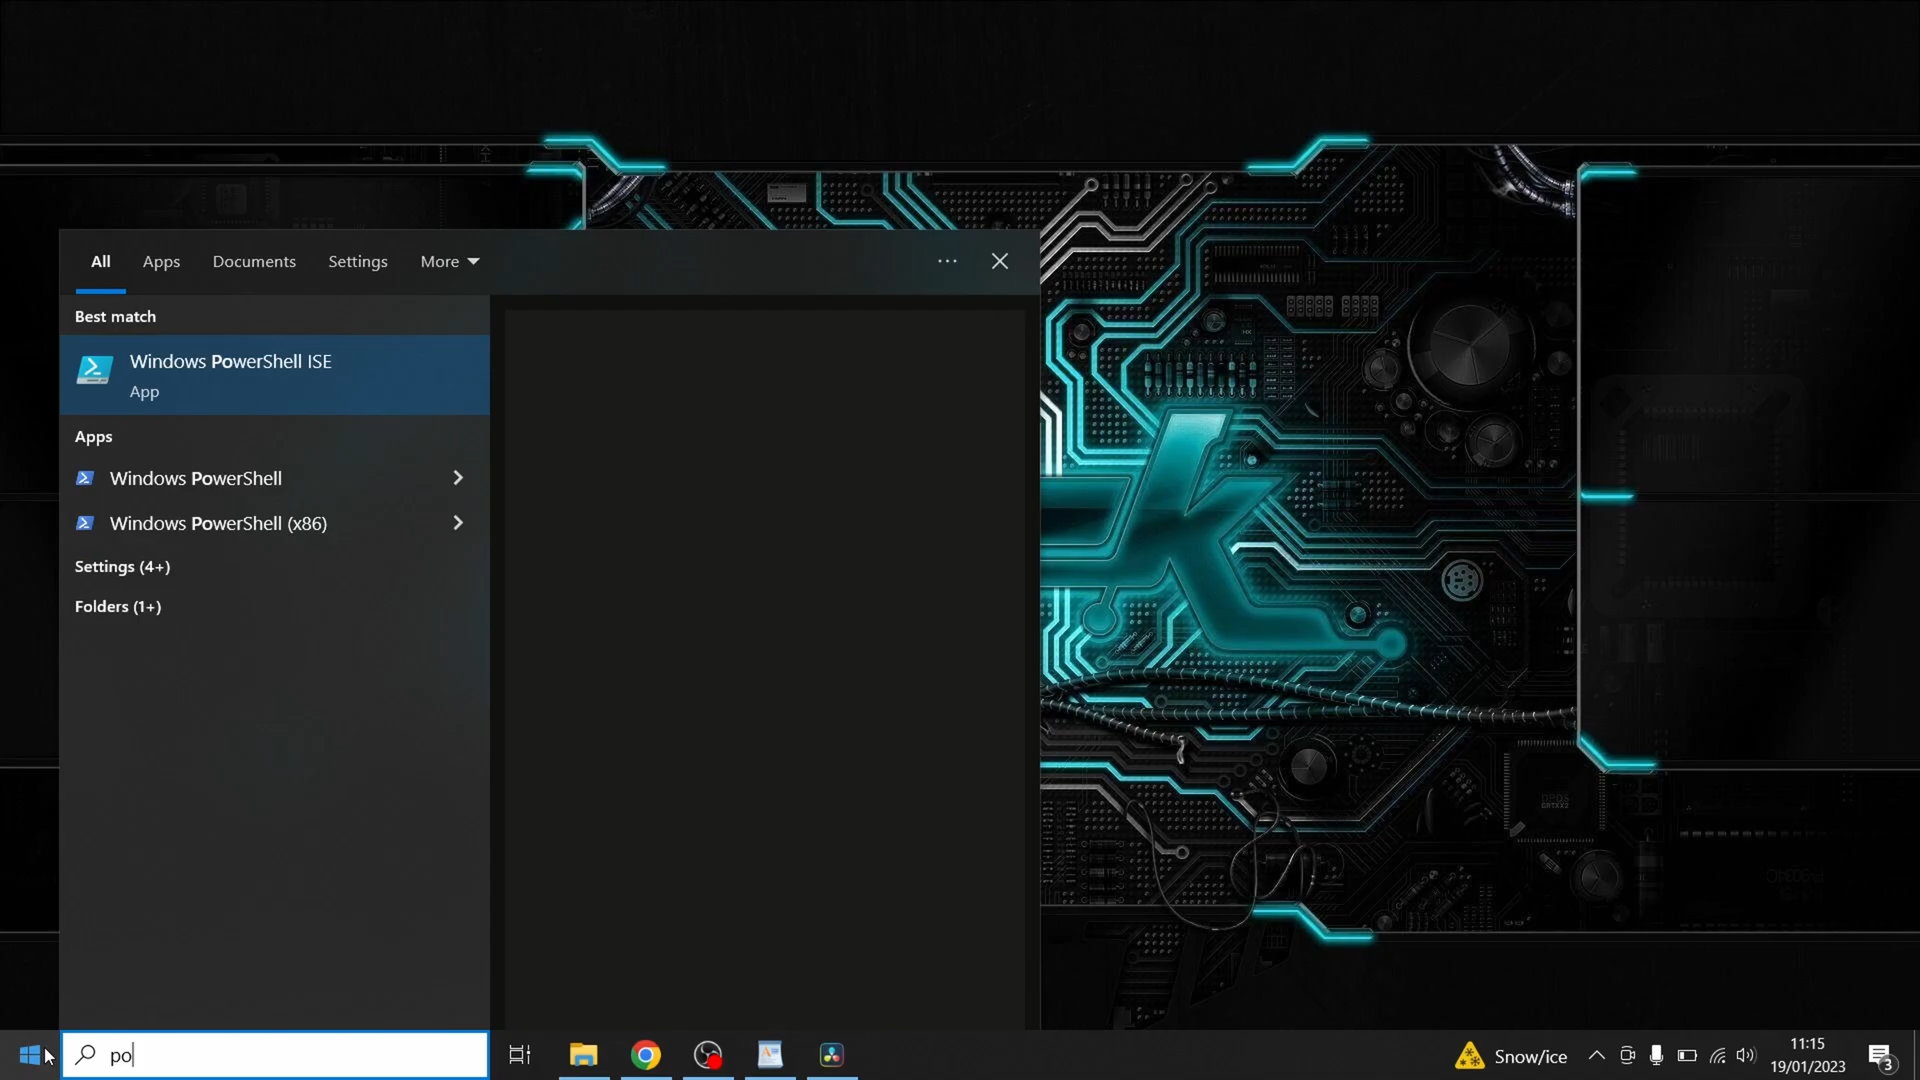 All Apps Documents Settings More
Best match
Windows PowerShell ISE
App
Apps
Windows PowerShell
Windows PowerShell (x86)
Settings (4+)
Folders (1+)
po
Snow/ice
11:15
19/01/2023
3